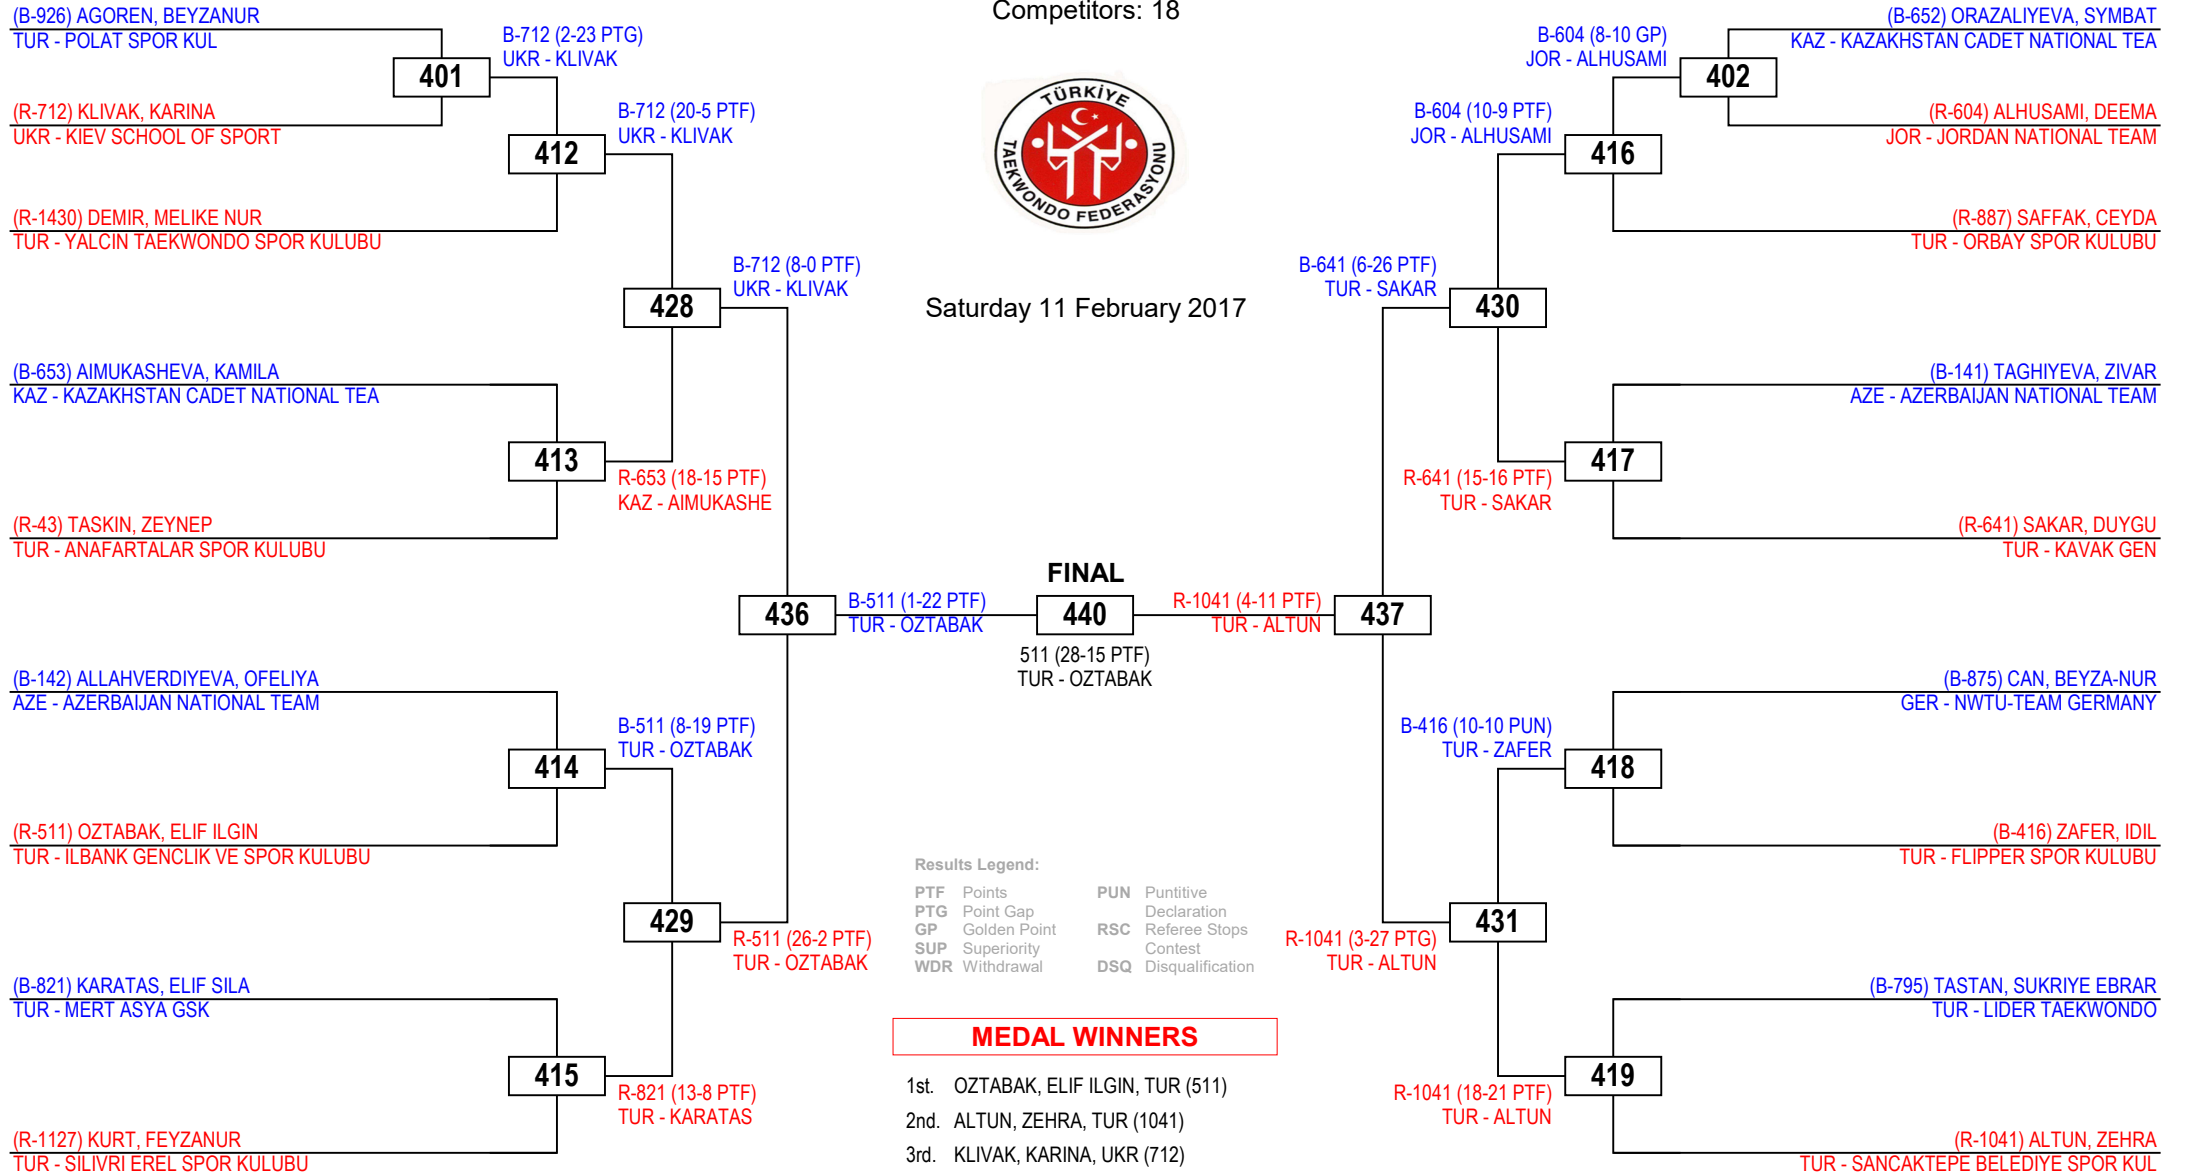 Competitors: 18
TÜRKİYE
TAEKWONDO FEDERASYONU
Saturday 11 February 2017
(B-926) AGOREN, BEYZANUR
TUR - POLAT SPOR KUL
401
(R-712) KLIVAK, KARINA
UKR - KIEV SCHOOL OF SPORT
B-712 (2-23 PTG)
UKR - KLIVAK
412
(R-1430) DEMIR, MELIKE NUR
TUR - YALCIN TAEKWONDO SPOR KULUBU
B-712 (20-5 PTF)
UKR - KLIVAK
428
B-712 (8-0 PTF)
UKR - KLIVAK
(B-653) AIMUKASHEVA, KAMILA
KAZ - KAZAKHSTAN CADET NATIONAL TEA
413
R-653 (18-15 PTF)
KAZ - AIMUKASHE
(R-43) TASKIN, ZEYNEP
TUR - ANAFARTALAR SPOR KULUBU
436
B-511 (1-22 PTF)
TUR - OZTABAK
(B-142) ALLAHVERDIYEVA, OFELIYA
AZE - AZERBAIJAN NATIONAL TEAM
414
B-511 (8-19 PTF)
TUR - OZTABAK
(R-511) OZTABAK, ELIF ILGIN
TUR - ILBANK GENCLIK VE SPOR KULUBU
429
R-511 (26-2 PTF)
TUR - OZTABAK
(B-821) KARATAS, ELIF SILA
TUR - MERT ASYA GSK
415
R-821 (13-8 PTF)
TUR - KARATAS
(R-1127) KURT, FEYZANUR
TUR - SILIVRI EREL SPOR KULUBU
FINAL
440
511 (28-15 PTF)
TUR - OZTABAK
(B-652) ORAZALIYEVA, SYMBAT
KAZ - KAZAKHSTAN CADET NATIONAL TEA
B-604 (8-10 GP)
JOR - ALHUSAMI
402
(R-604) ALHUSAMI, DEEMA
JOR - JORDAN NATIONAL TEAM
B-604 (10-9 PTF)
JOR - ALHUSAMI
416
(R-887) SAFFAK, CEYDA
TUR - ORBAY SPOR KULUBU
B-641 (6-26 PTF)
TUR - SAKAR
430
(B-141) TAGHIYEVA, ZIVAR
AZE - AZERBAIJAN NATIONAL TEAM
417
R-641 (15-16 PTF)
TUR - SAKAR
(R-641) SAKAR, DUYGU
TUR - KAVAK GEN
R-1041 (4-11 PTF)
TUR - ALTUN
437
(B-875) CAN, BEYZA-NUR
GER - NWTU-TEAM GERMANY
B-416 (10-10 PUN)
TUR - ZAFER
418
(B-416) ZAFER, IDIL
TUR - FLIPPER SPOR KULUBU
431
R-1041 (3-27 PTG)
TUR - ALTUN
(B-795) TASTAN, SUKRIYE EBRAR
TUR - LIDER TAEKWONDO
419
R-1041 (18-21 PTF)
TUR - ALTUN
(R-1041) ALTUN, ZEHRA
TUR - SANCAKTEPE BELEDIYE SPOR KUL
Results Legend:
PTF Points
PTG Point Gap
GP Golden Point
SUP Superiority
WDR Withdrawal
PUN Puntitive
Declaration
RSC Referee Stops
Contest
DSQ Disqualification
MEDAL WINNERS
1st. OZTABAK, ELIF ILGIN, TUR (511)
2nd. ALTUN, ZEHRA, TUR (1041)
3rd. KLIVAK, KARINA, UKR (712)